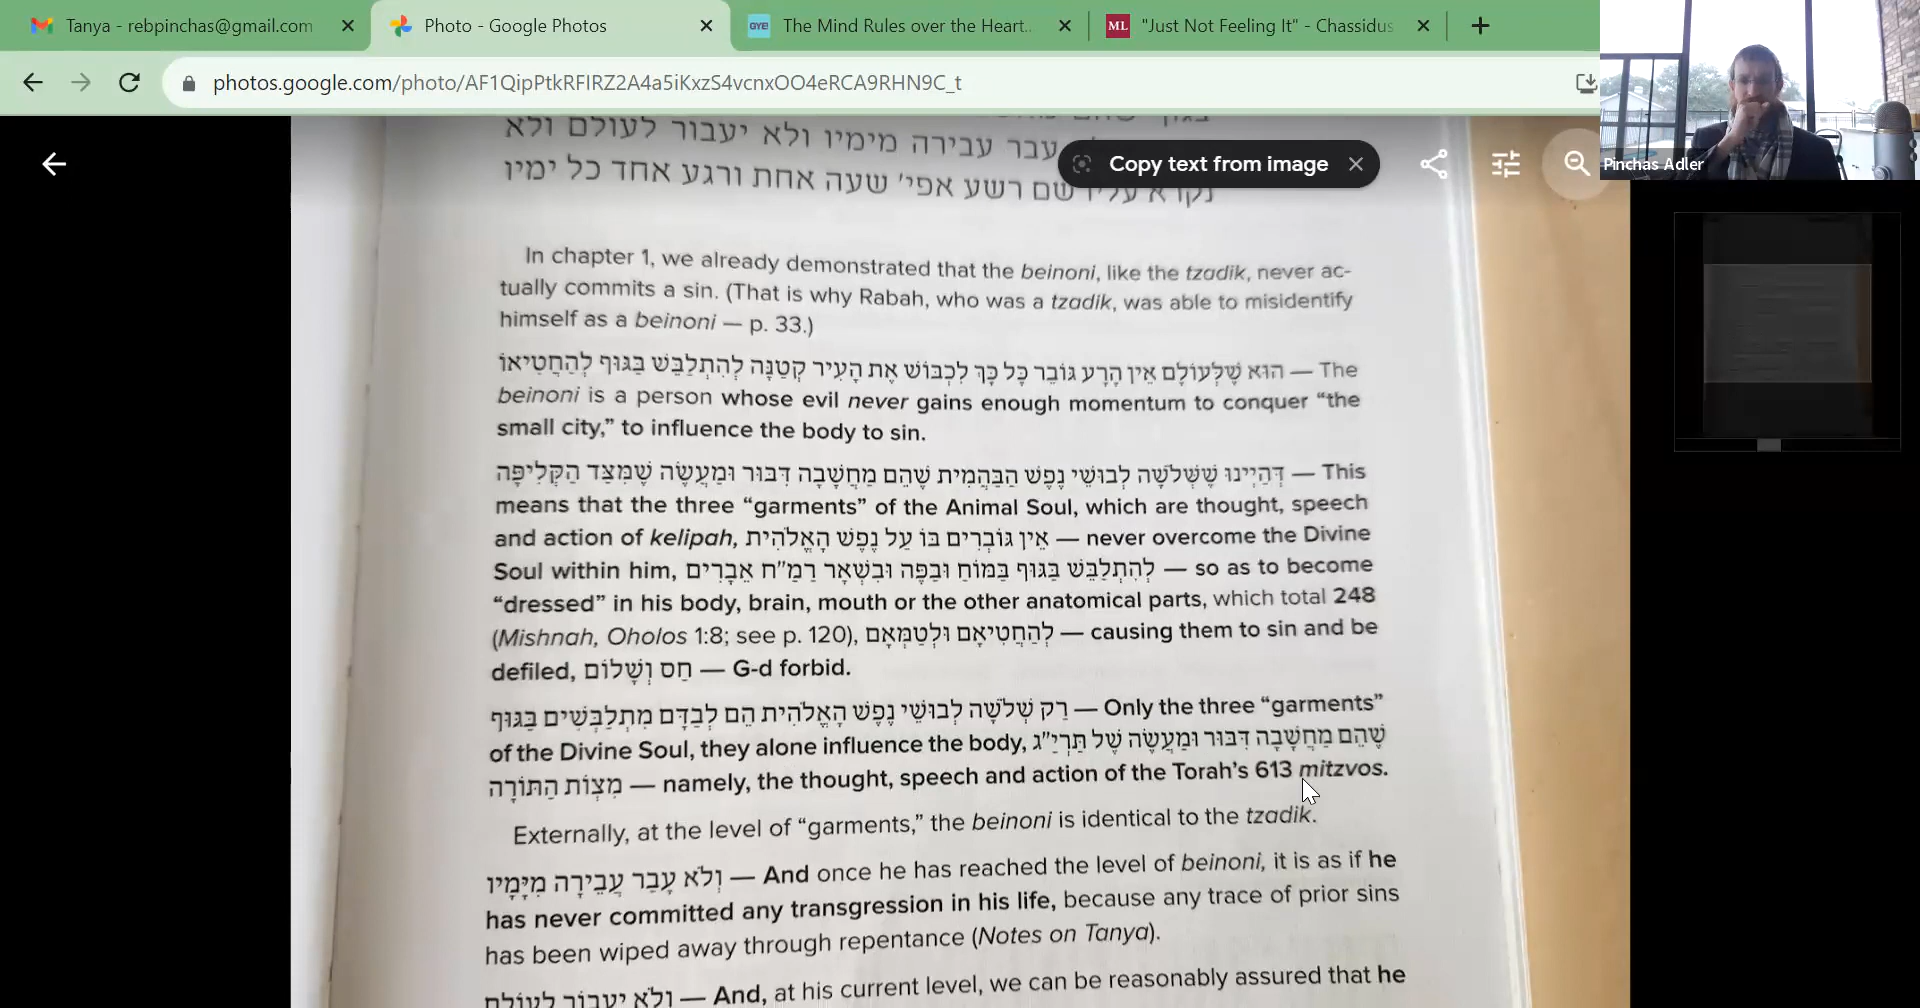 Tanya - rebpinchas@gmail.com
Photo - Google Photos
GYE The Mind Rules over the Heart
ML "Just Not Feeling It" - Chassidus
photos.google.com/photo/AF1QipPtkRFIRZ2A4a5iKxzS4vcnxOO4eRCA9RHN9C_t
Pinchas Adler
Copy text from image
עבר עבירה מימיו ולא יעבור לעולם ולא
נקרא עליו שם רשע אפי׳ שעה אחת ורגע אחד כל ימיו
In chapter 1, we already demonstrated that the beinoni, like the tzadik, never ac-
tually commits a sin. (That is why Rabah, who was a tzadik, was able to misidentify
himself as a beinoni — p. 33.)
הוּא שֶׁלְּעוֹלָם אֵין הָרַע גּוֹבֵר כָּל כָּךְ לִכְבּוֹשׁ אֶת הָעִיר קְטַנָּה לְהִתְלַבֵּשׁ בַּגּוּף לְהַחֲטִיאוֹ — The
beinoni is a person whose evil never gains enough momentum to conquer “the
small city,” to influence the body to sin.
דְּהַיְינוּ שֶׁשְּׁלֹשָׁה לְבוּשֵׁי נֶפֶשׁ הַבַּהֲמִית שֶׁהֵם מַחֲשָׁבָה דִּבּוּר וּמַעֲשֶׂה שֶׁמִּצַּד הַקְּלִיפָּה — This
means that the three “garments” of the Animal Soul, which are thought, speech
and action of kelipah, אֵין גּוֹבְרִים בּוֹ עַל נֶפֶשׁ הָאֱלֹהִית — never overcome the Divine
Soul within him, לְהִתְלַבֵּשׁ בַּגּוּף בַּמּוֹחַ וּבַפֶּה וּבִשְׁאָר רַמַ״ח אֵבָרִים — so as to become
“dressed” in his body, brain, mouth or the other anatomical parts, which total 248
(Mishnah, Oholos 1:8; see p. 120), לְהַחֲטִיאָם וּלְטַמְּאָם — causing them to sin and be
defiled, חַס וְשָׁלוֹם — G-d forbid.
רַק שְׁלֹשָׁה לְבוּשֵׁי נֶפֶשׁ הָאֱלֹהִית הֵם לְבַדָּם מִתְלַבְּשִׁים בַּגּוּף — Only the three “garments”
of the Divine Soul, they alone influence the body, שֶׁהֵם מַחֲשָׁבָה דִּבּוּר וּמַעֲשֶׂה שֶׁל תַּרְיַ״ג
מִצְוֹת הַתּוֹרָה — namely, the thought, speech and action of the Torah’s 613 mitzvos.
Externally, at the level of “garments,” the beinoni is identical to the tzadik.
וְלֹא עָבַר עֲבֵירָה מִיָּמָיו — And once he has reached the level of beinoni, it is as if he
has never committed any transgression in his life, because any trace of prior sins
has been wiped away through repentance (Notes on Tanya).
וְלֹא יַעֲבוֹר לְעוֹלָם — And, at his current level, we can be reasonably assured that he